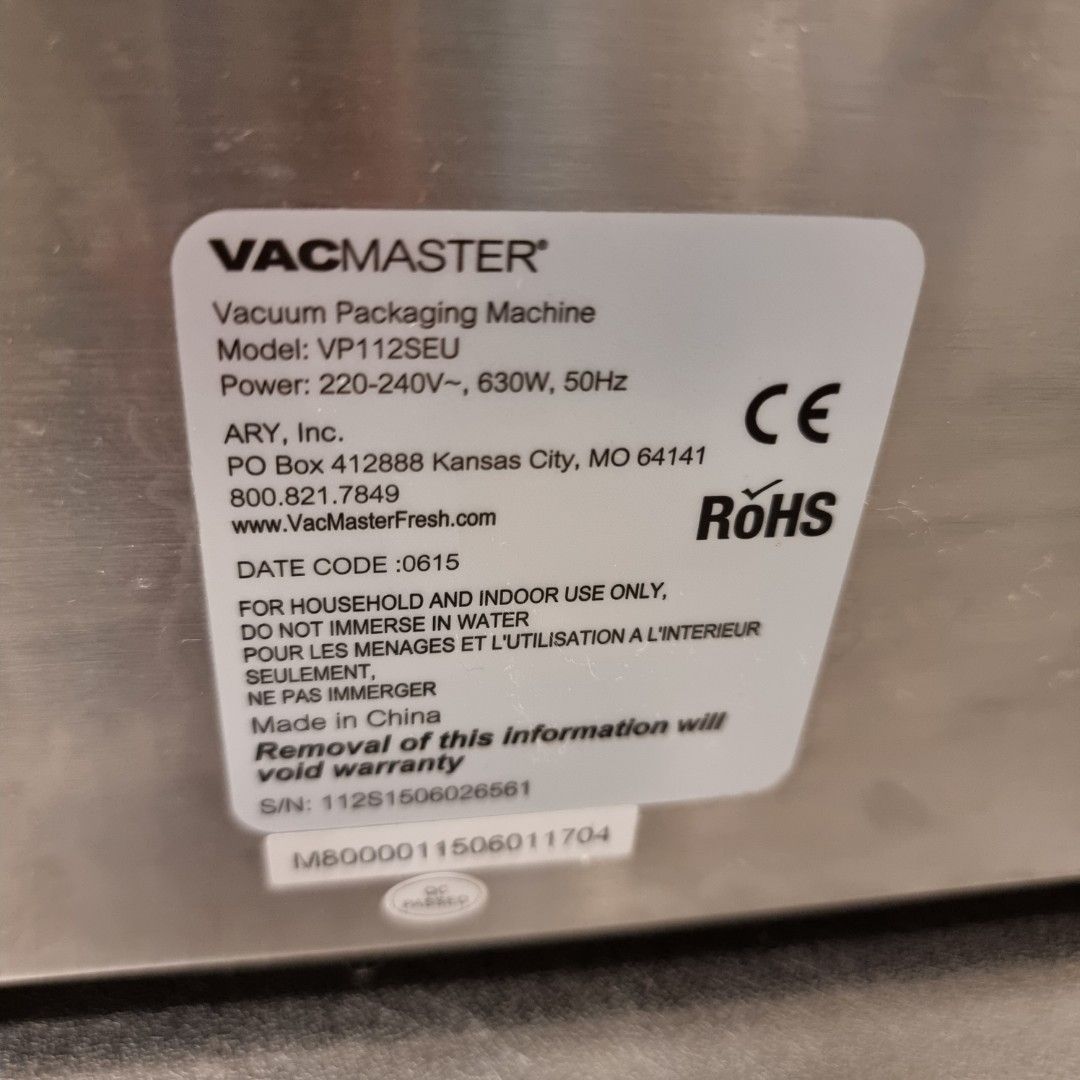 VACMASTER®
Vacuum Packaging Machine
Model: VP112SEU
Power: 220-240V~, 630W, 50Hz
CE
ARY, Inc.
PO Box 412888 Kansas City, MO 64141
800.821.7849
www.VacMasterFresh.com
RoHS
DATE CODE :0615
FOR HOUSEHOLD AND INDOOR USE ONLY,
DO NOT IMMERSE IN WATER
POUR LES MENAGES ET L'UTILISATION A L'INTERIEUR
SEULEMENT,
NE PAS IMMERGER
Made in China
Removal of this information will
void warranty
S/N: 112S1506026561
M8000011506011704
QC
PASSED